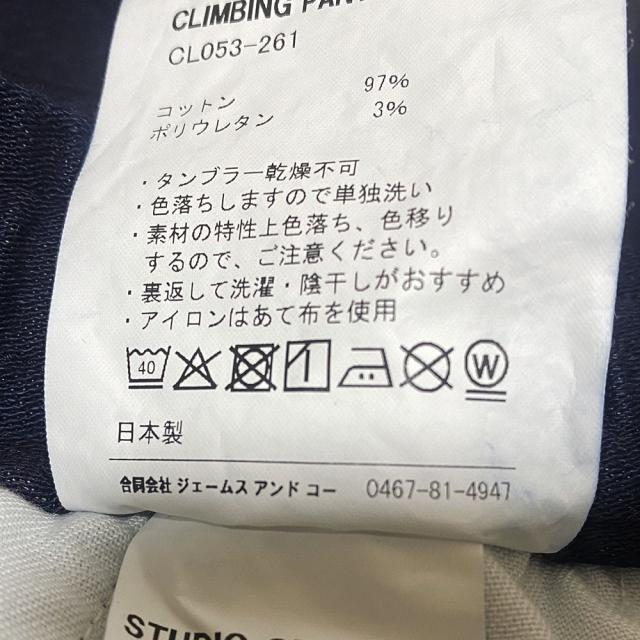 CLIMBING
CL053-261
コットン 97%
ポリウレタン 3%
・タンブラー乾燥不可
・色落ちしますので単独洗い
・素材の特性上色落ち、色移り
するので、ご注意ください。
・裏返して洗濯・陰干しがおすすめ
・アイロンはあて布を使用
40
W
日本製
合同会社 ジェームス アンド コー 0467-81-4947